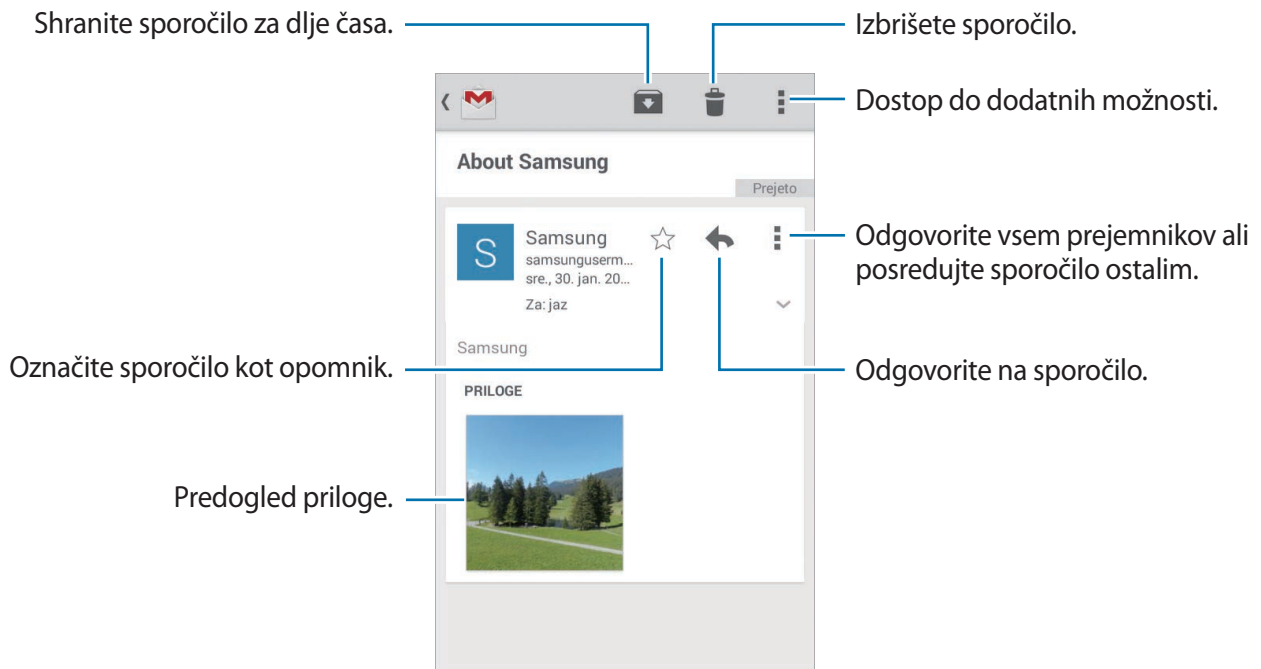 Shranite sporočilo za dlje časa.
Izbrišete sporočilo.
Dostop do dodatnih možnosti.
About Samsung
Prejeto
S
Samsung
samsunguserm...
sre., 30. jan. 20...
Za: jaz
Odgovorite vsem prejemnikov ali
posredujte sporočilo ostalim.
Samsung
Označite sporočilo kot opomnik.
Odgovorite na sporočilo.
PRILOGE
Predogled priloge.